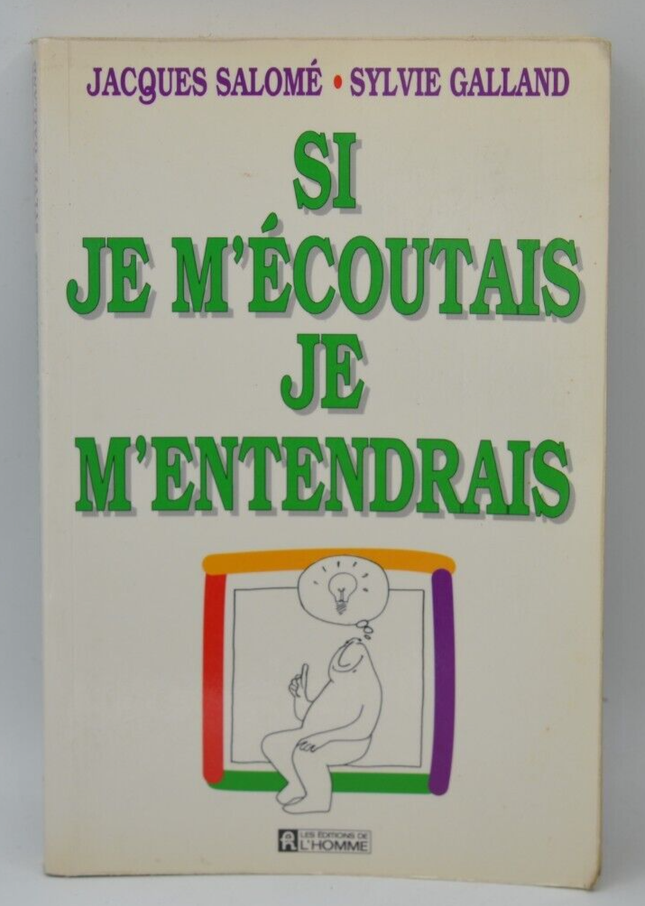 JACQUES SALOMÉ • SYLVIE GALLAND
SI
JE M'ÉCOUTAIS
JE
M'ENTENDRAIS
LES ÉDITIONS DE
L'HOMME